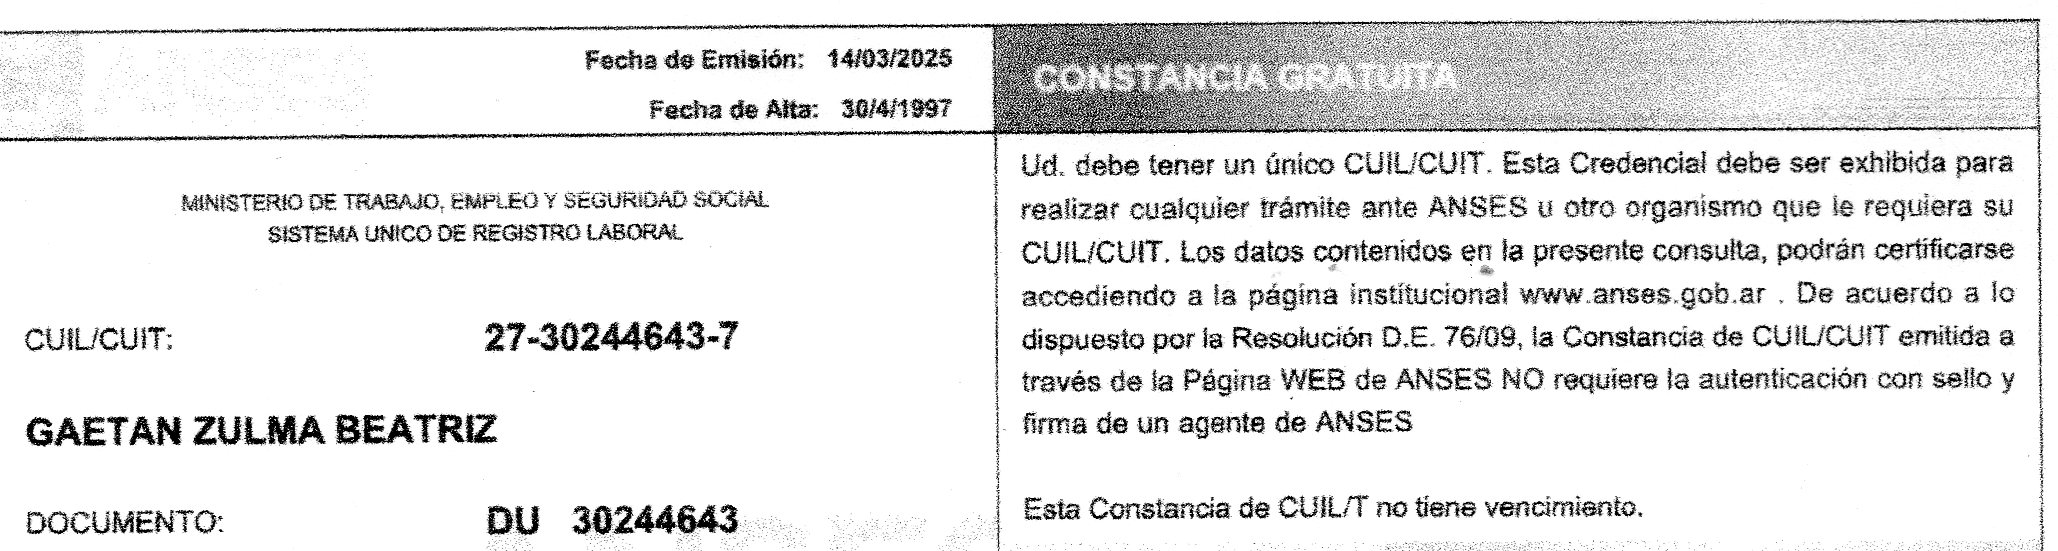 Fecha de Emisión: 14/03/2025
Fecha de Alta: 30/4/1997
MINISTERIO DE TRABAJO, EMPLEO Y SEGURIDAD SOCIAL
SISTEMA UNICO DE REGISTRO LABORAL
CUIL/CUIT: 27-30244643-7
GAETAN ZULMA BEATRIZ
DOCUMENTO: DU 30244643
CONSTANCIA GRATUITA
Ud. debe tener un único CUIL/CUIT. Esta Credencial debe ser exhibida para
realizar cualquier trámite ante ANSES u otro organismo que le requiera su
CUIL/CUIT. Los datos contenidos en la presente consulta, podrán certificarse
accediendo a la página institucional www.anses.gob.ar . De acuerdo a lo
dispuesto por la Resolución D.E. 76/09, la Constancia de CUIL/CUIT emitida a
través de la Página WEB de ANSES NO requiere la autenticación con sello y
firma de un agente de ANSES
Esta Constancia de CUIL/T no tiene vencimiento.